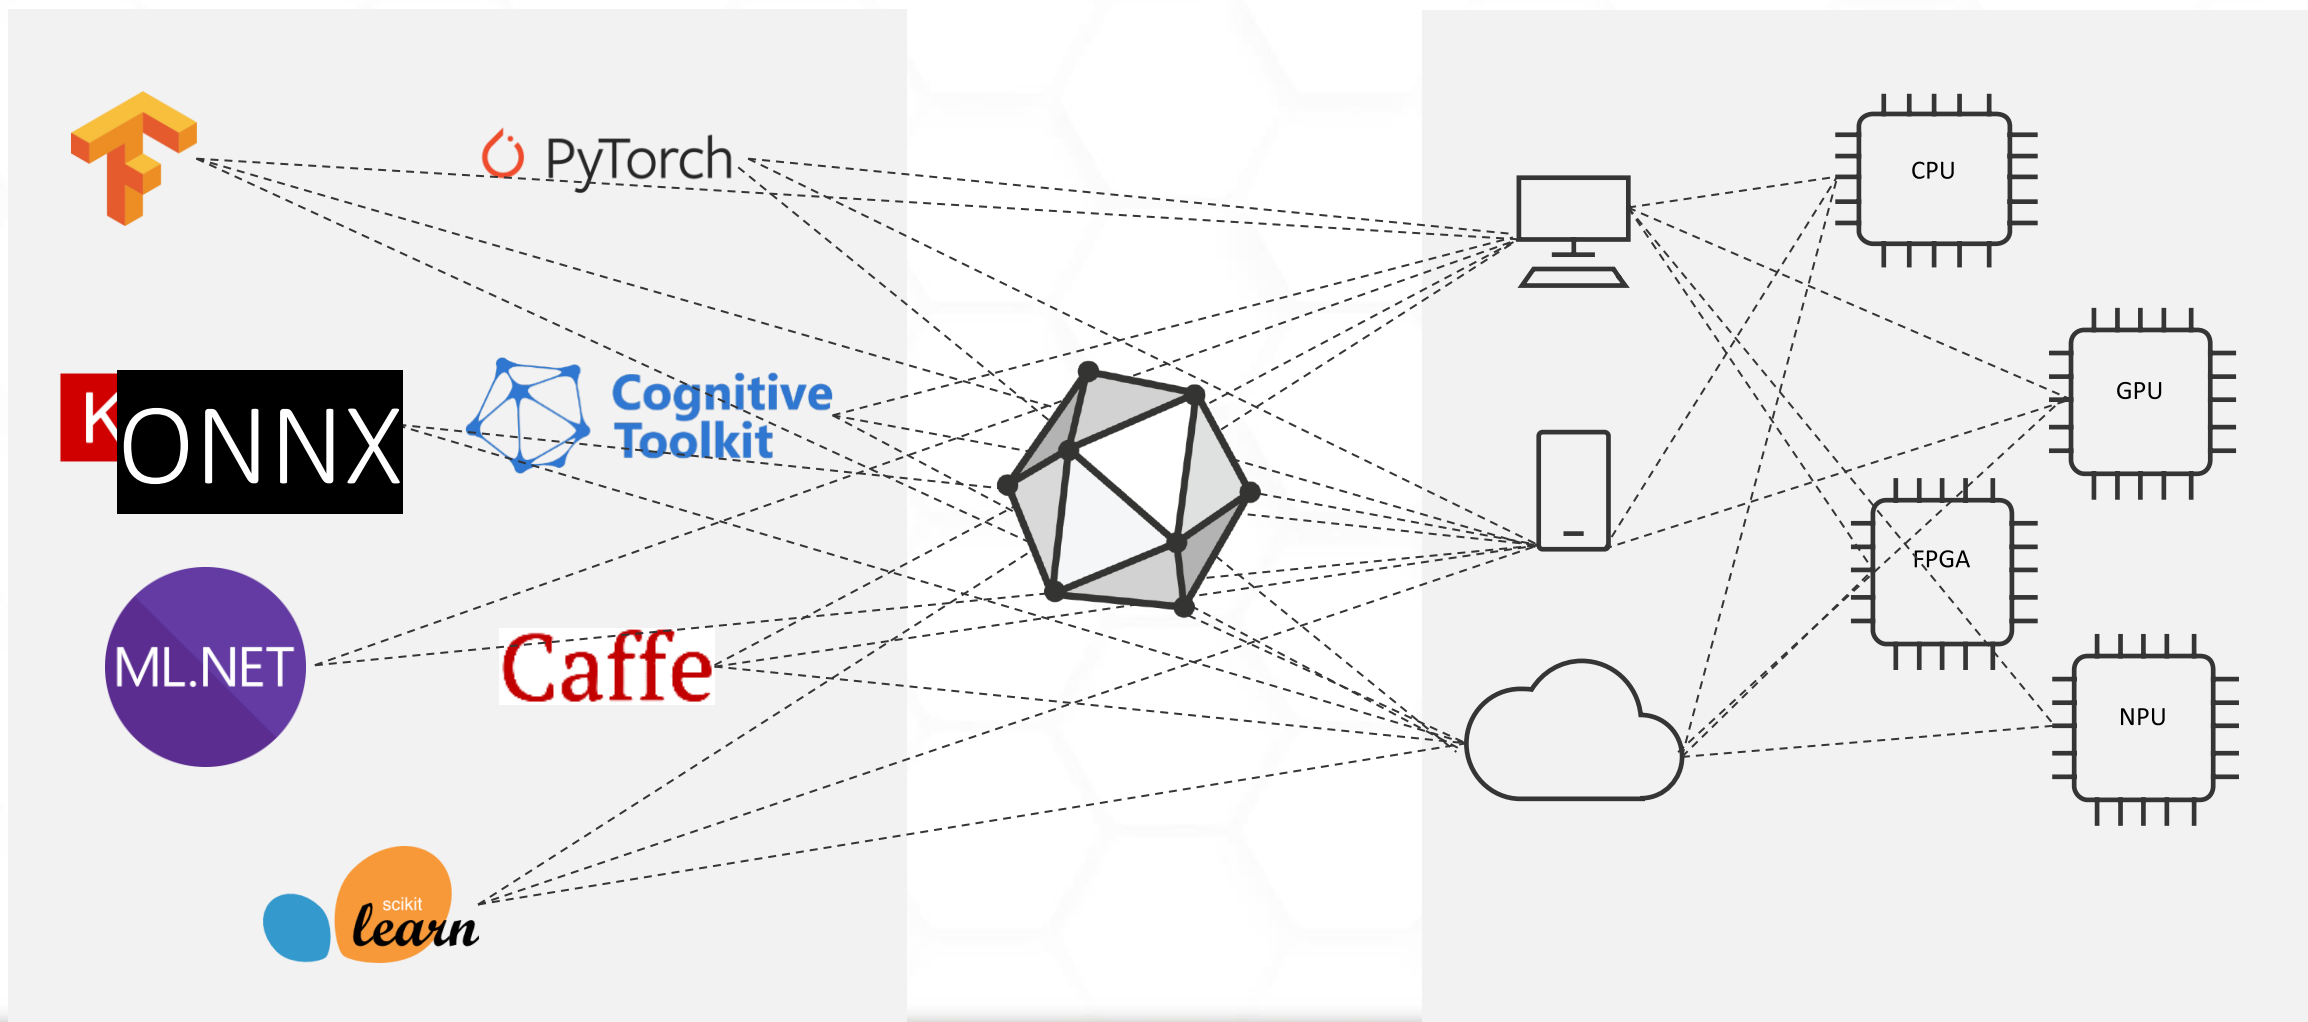 PyTorch
CPU
K
ONNX
Cognitive
Toolkit
GPU
FPGA
ML.NET
Caffe
NPU
scikit
learn